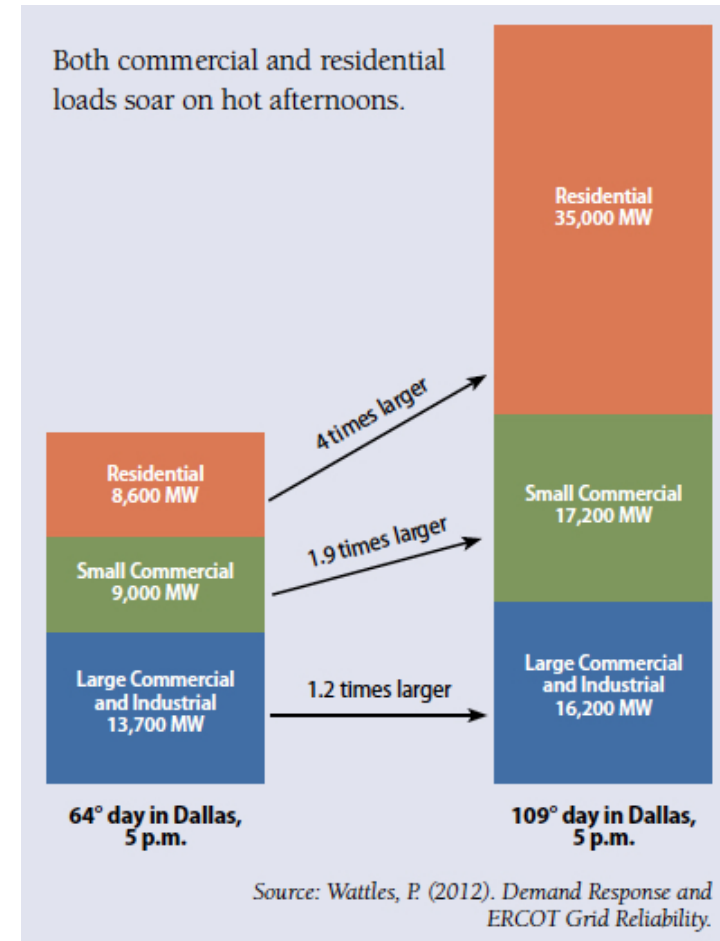 Both commercial and residential
loads soar on hot afternoons.
Residential
35,000 MW
4 times larger
Residential
8,600 MW
Small Commercial
17,200 MW
1.9 times larger
Small Commercial
9,000 MW
Large Commercial
and Industrial
16,200 MW
1.2 times larger
Large Commercial
and Industrial
13,700 MW
64° day in Dallas,
5 p.m.
109° day in Dallas,
5 p.m.
Source: Wattles, P. (2012). Demand Response and
ERCOT Grid Reliability.